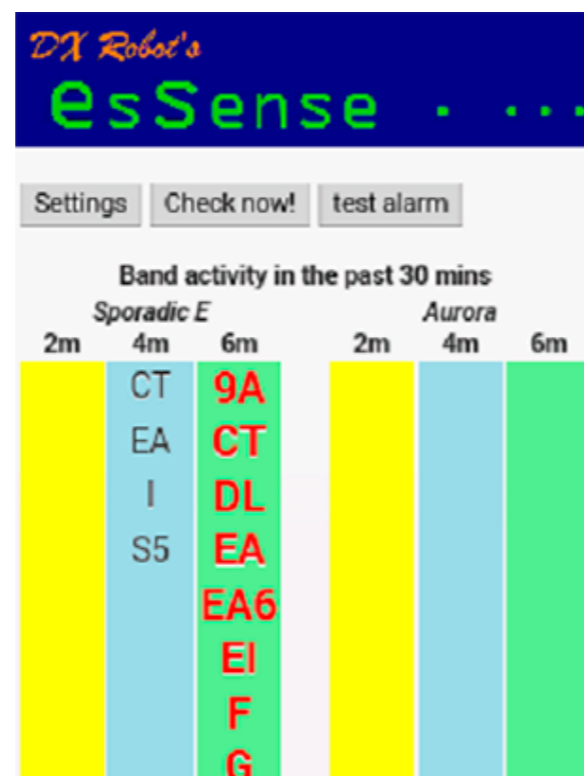 DX Robot's
esSense . ...
Settings Check now! test alarm
Band activity in the past 30 mins
Sporadic E Aurora
2m 4m 6m 2m 4m 6m
CT 9A
EA CT
I DL
S5 EA
EA6
EI
F
G